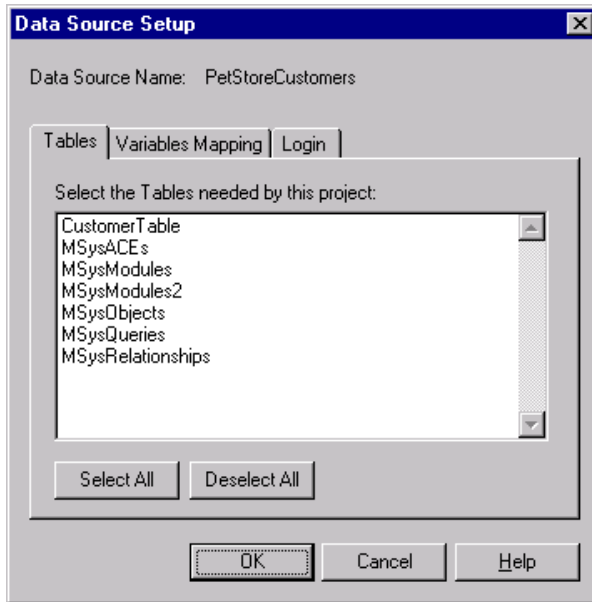 Data Source Setup
Data Source Name: PetStoreCustomers
Tables Variables Mapping Login
Select the Tables needed by this project:
CustomerTable
MSysACEs
MSysModules
MSysModules2
MSysObjects
MSysQueries
MSysRelationships
Select All Deselect All
OK Cancel Help